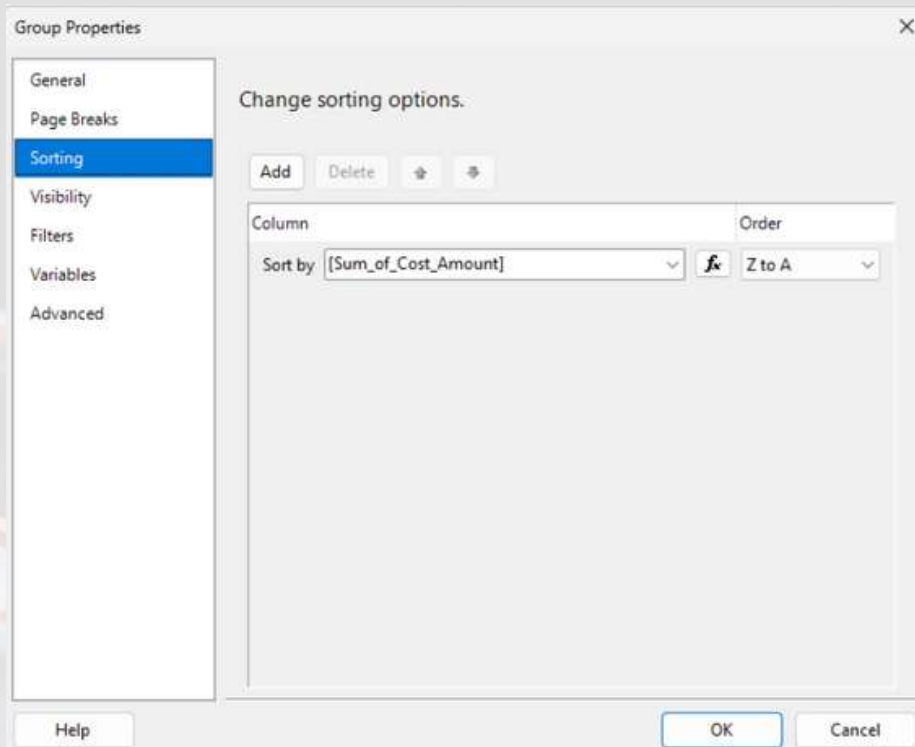 Group Properties
General
Page Breaks
Sorting
Visibility
Filters
Variables
Advanced
Change sorting options.
Add Delete
Column Order
Sort by [Sum_of_Cost_Amount] fx Z to A
Help OK Cancel